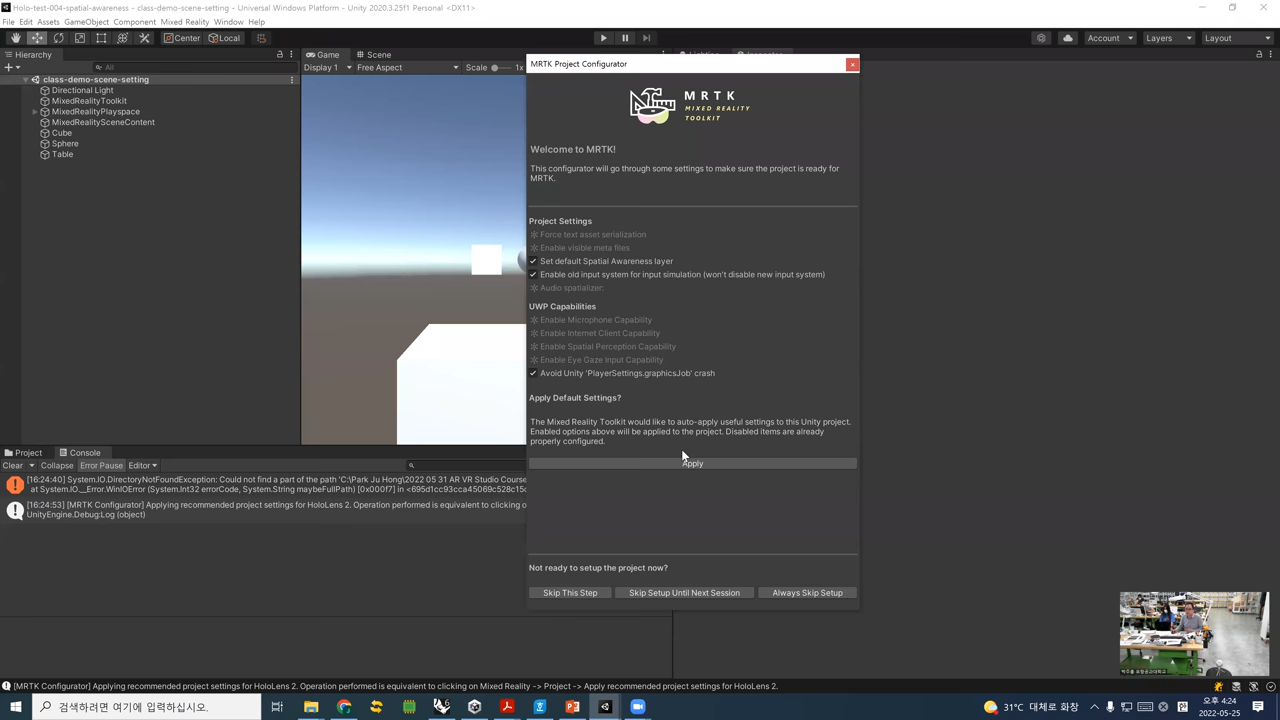 Holo-test-004-spatial-awareness - class-demo-scene-setting - Universal Windows Platform - Unity 2020.3.25f1 Personal <DX11>
File Edit Assets GameObject Component Mixed Reality Window Help
Center Local Account Layers Layout
Hierarchy
All
class-demo-scene-setting
Directional Light
MixedRealityToolkit
MixedRealityPlayspace
MixedRealitySceneContent
Cube
Sphere
Table
Game Scene
Display 1 Free Aspect Scale 1x
MRTK Project Configurator
MRTK
MIXED REALITY
TOOLKIT
Welcome to MRTK!
This configurator will go through some settings to make sure the project is ready for
MRTK.
Project Settings
Force text asset serialization
Enable visible meta files
Set default Spatial Awareness layer
Enable old input system for input simulation (won't disable new input system)
Audio spatializer:
UWP Capabilities
Enable Microphone Capability
Enable Internet Client Capability
Enable Spatial Perception Capability
Enable Eye Gaze Input Capability
Avoid Unity 'PlayerSettings.graphicsJob' crash
Apply Default Settings?
The Mixed Reality Toolkit would like to auto-apply useful settings to this Unity project.
Enabled options above will be applied to the project. Disabled items are already
properly configured.
Apply
Not ready to setup the project now?
Skip This Step Skip Setup Until Next Session Always Skip Setup
Project Console
Clear Collapse Error Pause Editor
[16:24:40] System.IO.DirectoryNotFoundException: Could not find a part of the path 'C:\Park Ju Hong\2022 05 31 AR VR Studio Course
at System.IO.__Error.WinIOError (System.Int32 errorCode, System.String maybeFullPath) [0x000f7] in <695d1cc93cca45069c528c15c
[16:24:53] [MRTK Configurator] Applying recommended project settings for HoloLens 2. Operation performed is equivalent to clicking on
UnityEngine.Debug:Log (object)
[MRTK Configurator] Applying recommended project settings for HoloLens 2. Operation performed is equivalent to clicking on Mixed Reality -> Project -> Apply recommended project settings for HoloLens 2.
검색하려면 여기에 입력하십시오.
31°C 대체로 화창
오후 4:24
2022-05-25